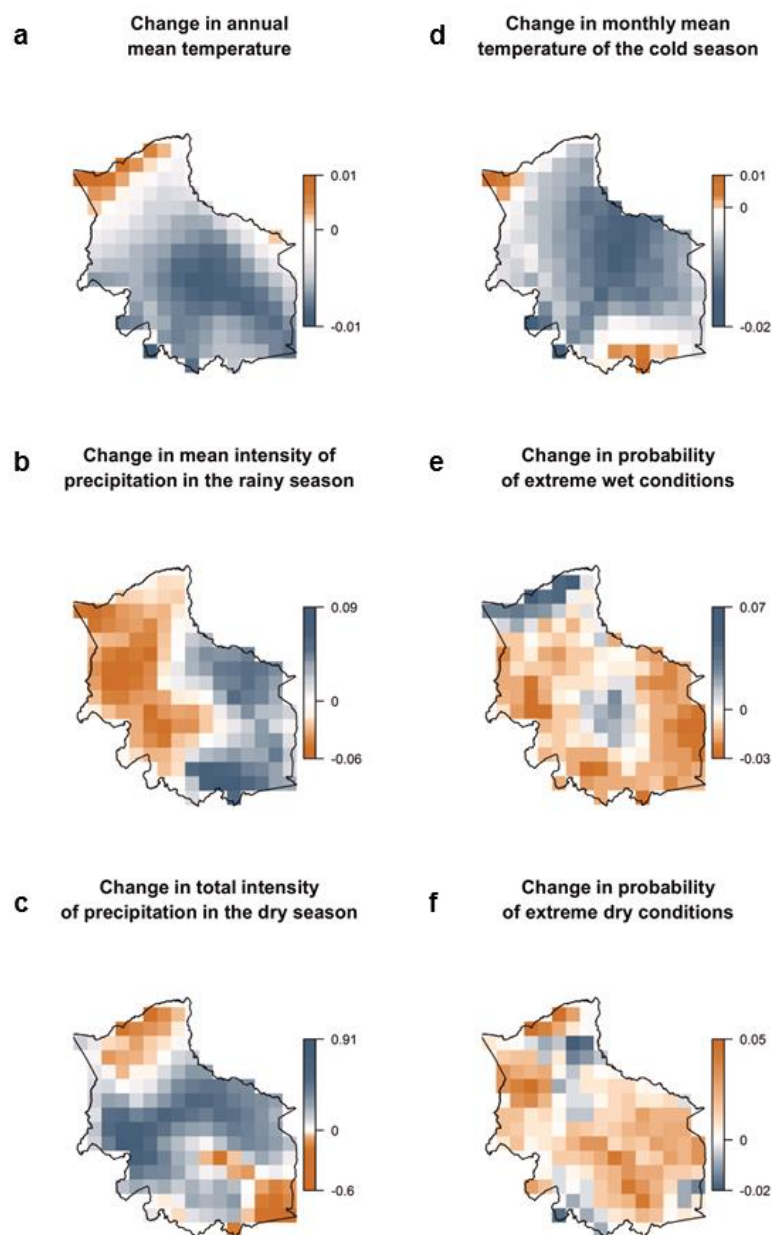 a
Change in annual
mean temperature
0.01
0
-0.01
d
Change in monthly mean
temperature of the cold season
0.01
0
-0.02
b
Change in mean intensity of
precipitation in the rainy season
0.09
0
-0.06
e
Change in probability
of extreme wet conditions
0.07
0
-0.03
c
Change in total intensity
of precipitation in the dry season
0.91
0
-0.6
f
Change in probability
of extreme dry conditions
0.05
0
-0.02